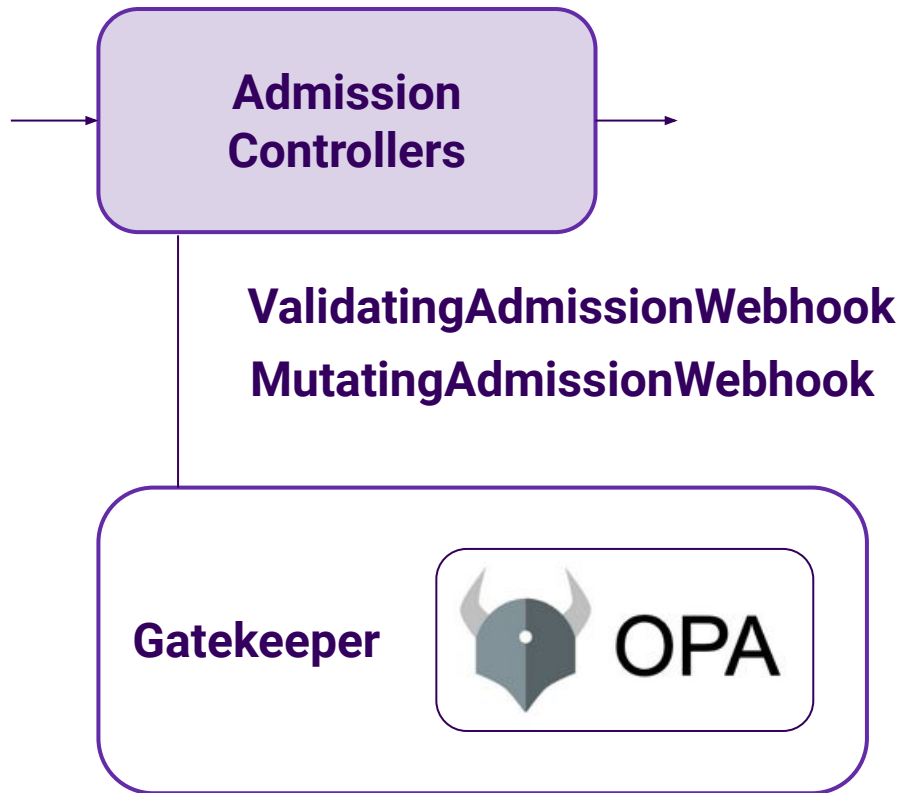 Admission
Controllers
ValidatingAdmissionWebhook
MutatingAdmissionWebhook
Gatekeeper
OPA